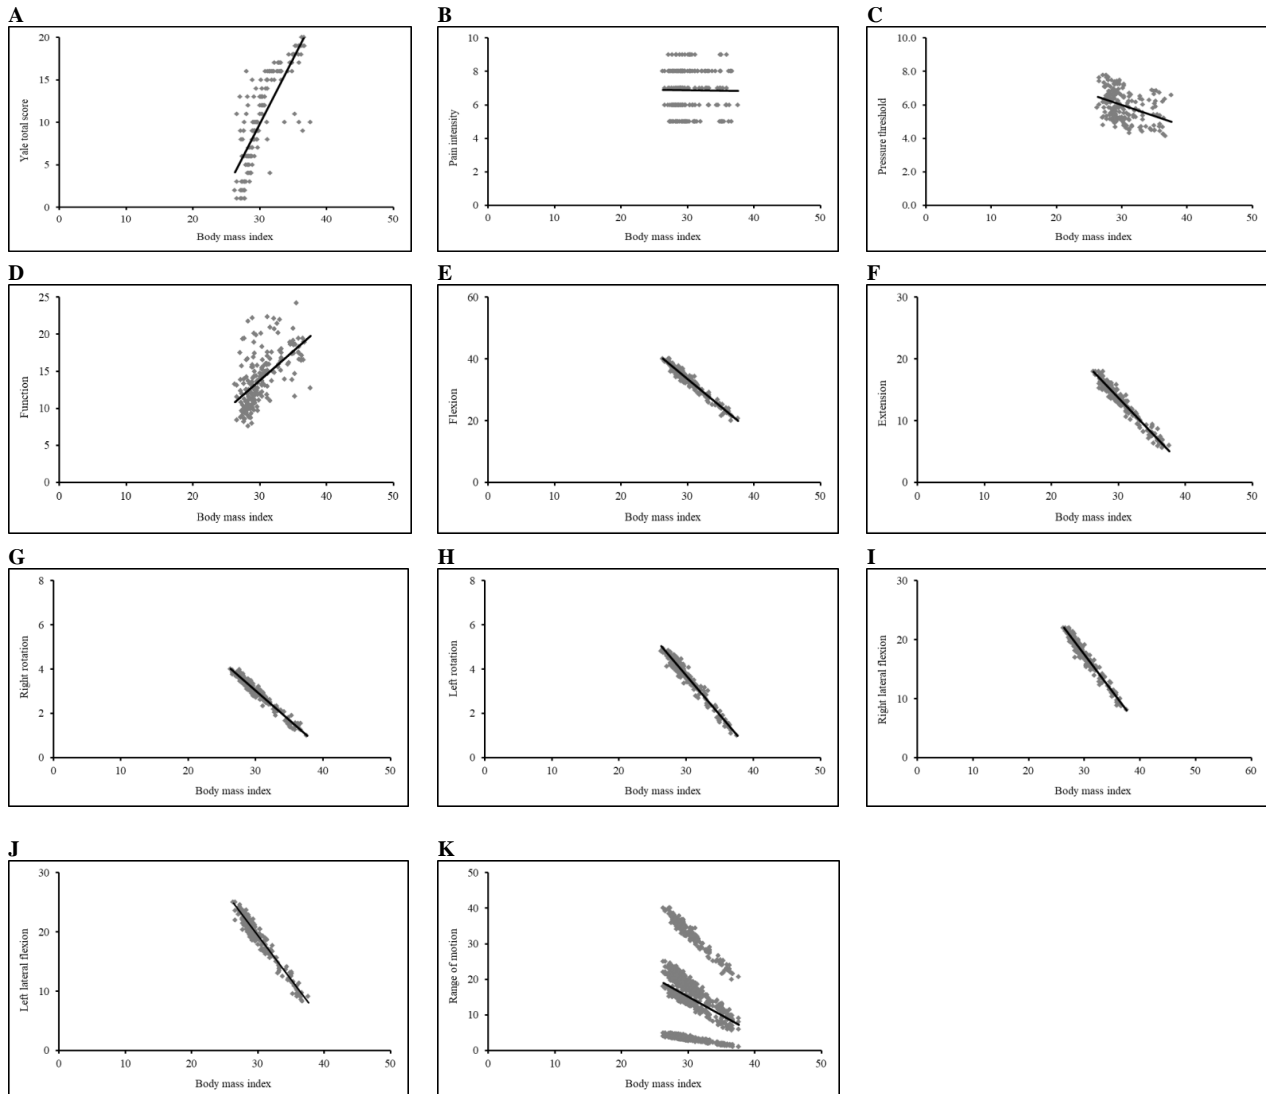 A
20
15
10
5
0
0 10 20 30 40 50
Yale total score
Body mass index
B
10
8
6
4
2
0
0 10 20 30 40 50
Pain intensity
Body mass index
C
10.0
8.0
6.0
4.0
2.0
0.0
0 10 20 30 40 50
Pressure threshold
Body mass index
D
25
20
15
10
5
0
0 10 20 30 40 50
Function
Body mass index
E
60
40
20
0
0 10 20 30 40 50
Flexion
Body mass index
F
30
20
10
0
0 10 20 30 40 50
Extension
Body mass index
G
8
6
4
2
0
0 10 20 30 40 50
Right rotation
Body mass index
H
8
6
4
2
0
0 10 20 30 40 50
Left rotation
Body mass index
I
30
20
10
0
0 10 20 30 40 50 60
Right lateral flexion
Body mass index
J
30
20
10
0
0 10 20 30 40 50
Left lateral flexion
Body mass index
K
50
40
30
20
10
0
0 10 20 30 40 50
Range of motion
Body mass index